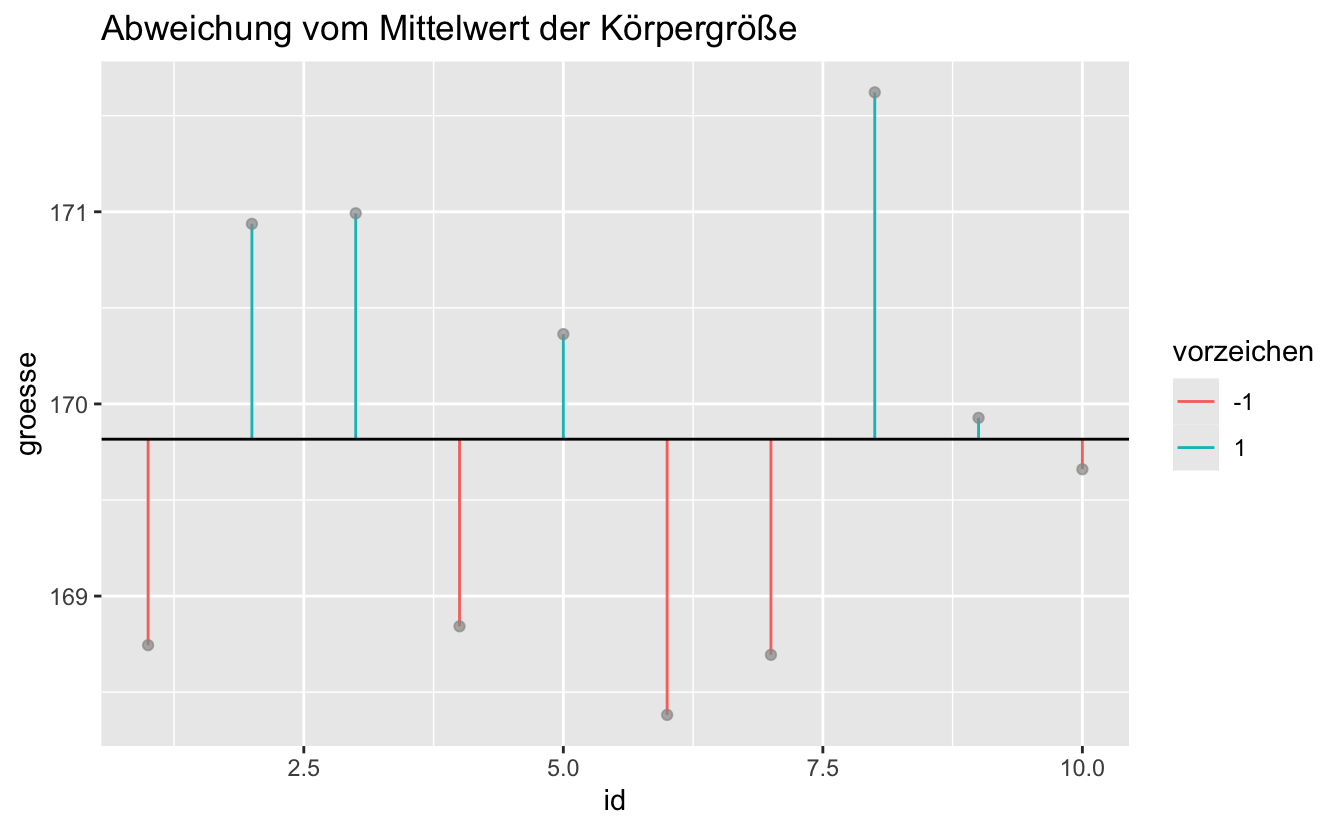 Abweichung vom Mittelwert der Körpergröße
171
170
169
groesse
2.5
5.0
7.5
10.0
id
vorzeichen
-1
1